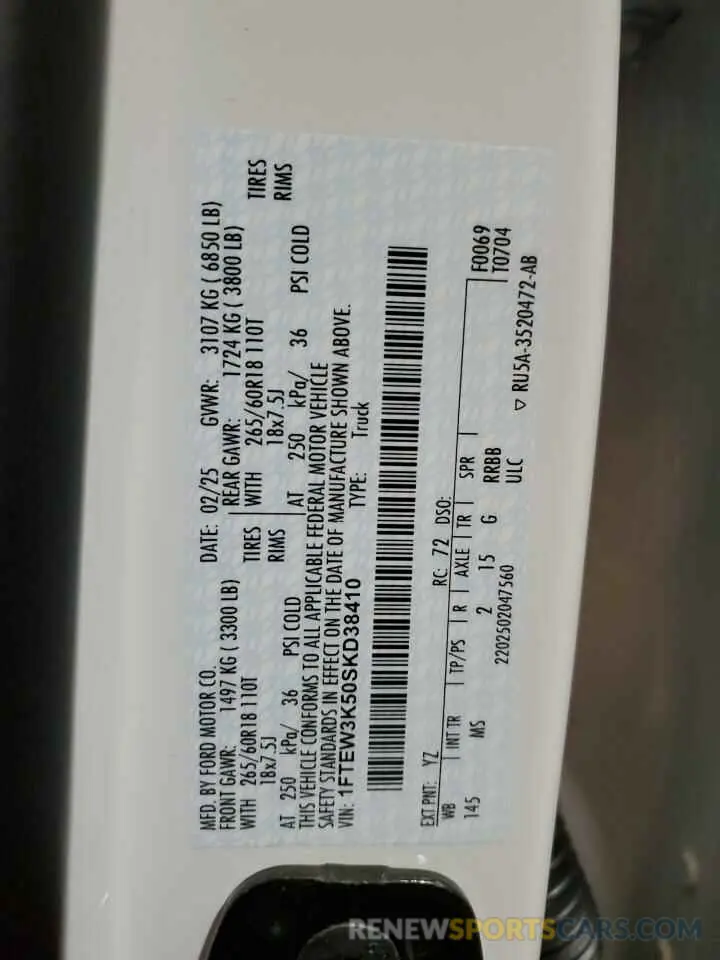 MFD. BY FORD MOTOR CO.
DATE: 02/25 GVWR: 3107 KG ( 6850 LB)
FRONT GAWR: 1497 KG ( 3300 LB)
REAR GAWR: 1724 KG ( 3800 LB)
WITH 265/60R18 110T TIRES
WITH 265/60R18 110T TIRES
18x7.5J RIMS
18x7.5J RIMS
AT 250 kPa/ 36 PSI COLD
AT 250 kPa/ 36 PSI COLD
THIS VEHICLE CONFORMS TO ALL APPLICABLE FEDERAL MOTOR VEHICLE
SAFETY STANDARDS IN EFFECT ON THE DATE OF MANUFACTURE SHOWN ABOVE.
VIN: 1FTEW3K50SKD38410 TYPE: Truck
EXT PNT: YZ RC: 72 DSO:
WB INT TR TP/PS R AXLE TR SPR
F0069
T0704
145 MS 2 15 G RRBB
ULC
2202502047560
RU5A-3520472-AB
RENEWSPORTSCARS.COM